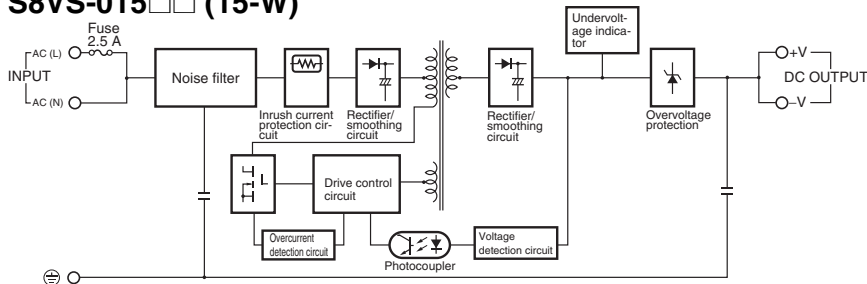 S8VS-015□□ (15-W)
Fuse
2.5 A
AC (L)
INPUT
AC (N)
Noise filter
Inrush current
protection cir-
cuit
Rectifier/
smoothing
circuit
Rectifier/
smoothing
circuit
Undervolt-
age indica-
tor
Overvoltage
protection
+V
DC OUTPUT
–V
Drive control
circuit
Overcurrent
detection circuit
Photocoupler
Voltage
detection circuit